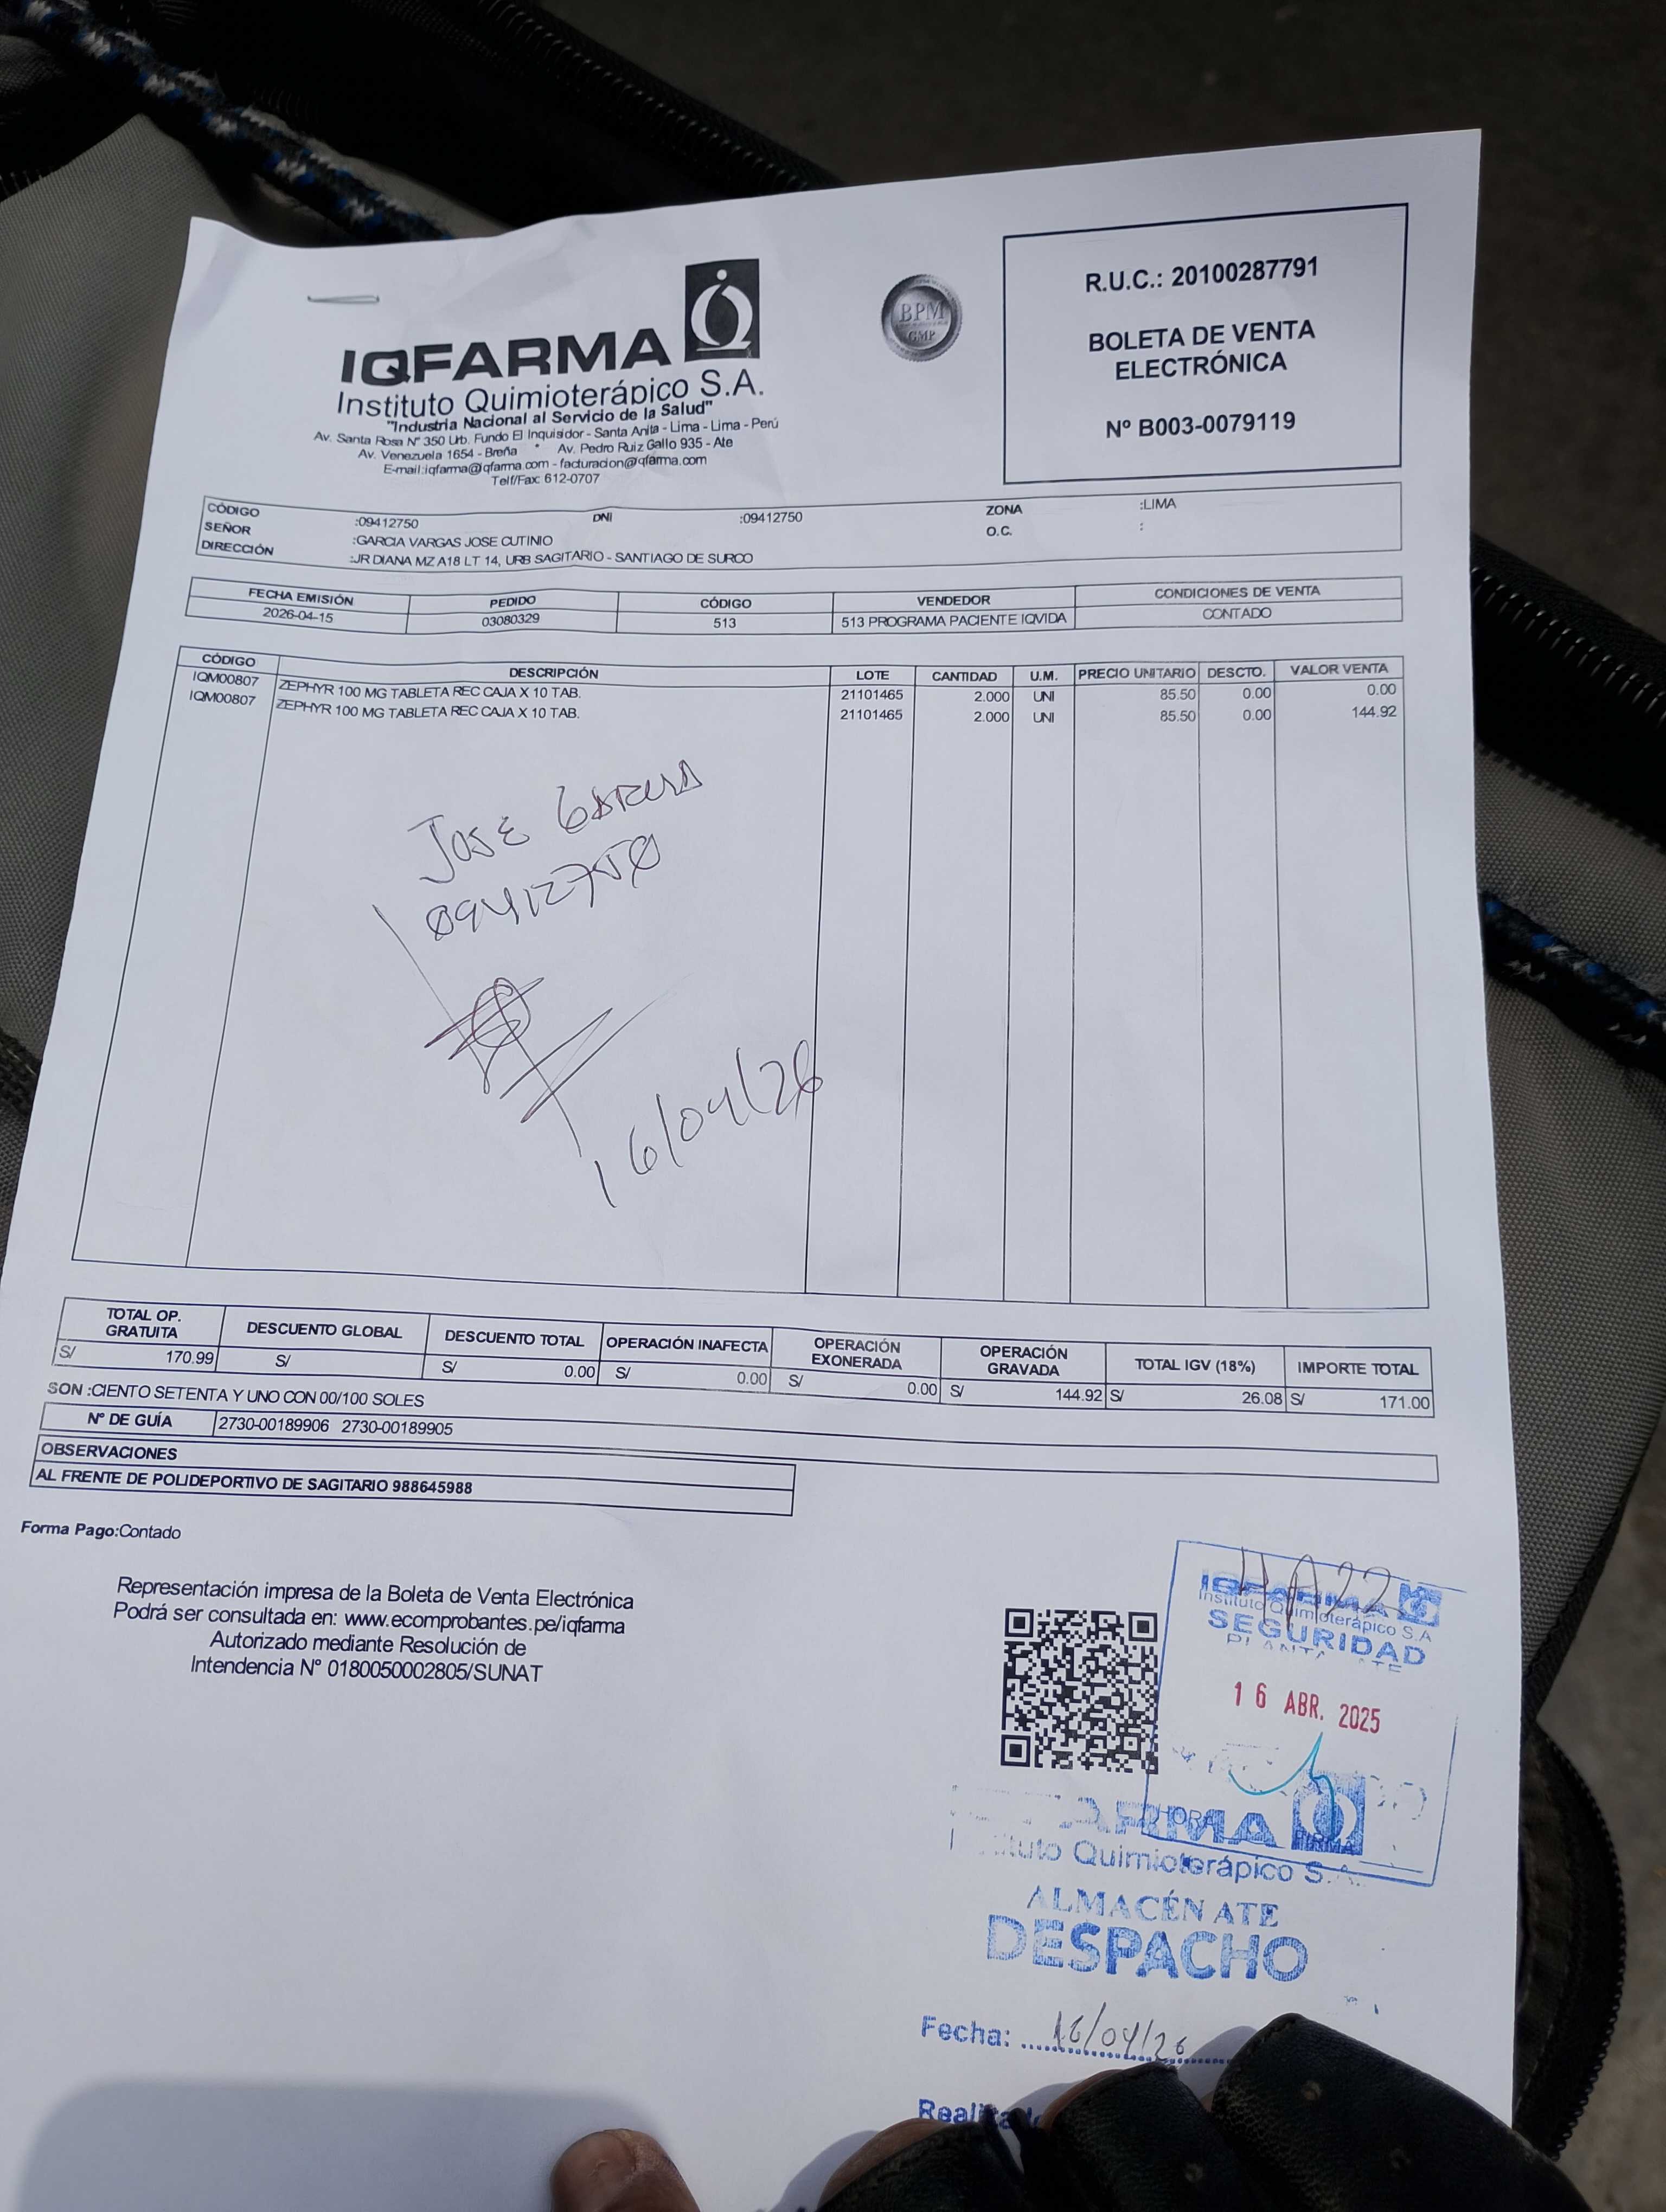 IQFARMA
Instituto Quimioterápico S.A.
"Industria Nacional al Servicio de la Salud"
Av. Santa Rosa N° 350 Urb. Fundo El Inquisidor - Santa Anita - Lima - Lima - Perú
Av. Venezuela 1654 - Breña * Av. Pedro Ruiz Gallo 935 - Ate
E-mail:iqfarma@iqfarma.com - facturacion@iqfarma.com
Telf/Fax: 612-0707
BPM
GMP
R.U.C.: 20100287791
BOLETA DE VENTA
ELECTRÓNICA
Nº B003-0079119
CÓDIGO :09412750 DNI :09412750 ZONA :LIMA
SEÑOR :GARCIA VARGAS JOSE CUTINIO O.C. :
DIRECCIÓN :JR DIANA MZ A18 LT 14, URB SAGITARIO - SANTIAGO DE SURCO
FECHA EMISIÓN PEDIDO CÓDIGO VENDEDOR CONDICIONES DE VENTA
2026-04-15 03080329 513 513 PROGRAMA PACIENTE IQVIDA CONTADO
CÓDIGO DESCRIPCIÓN LOTE CANTIDAD U.M. PRECIO UNITARIO DESCTO. VALOR VENTA
IQM00807 ZEPHYR 100 MG TABLETA REC CAJA X 10 TAB. 21101465 2.000 UNI 85.50 0.00 0.00
IQM00807 ZEPHYR 100 MG TABLETA REC CAJA X 10 TAB. 21101465 2.000 UNI 85.50 0.00 144.92
JOSE GARCIA
09412750
16/04/26
TOTAL OP. GRATUITA DESCUENTO GLOBAL DESCUENTO TOTAL OPERACIÓN INAFECTA OPERACIÓN EXONERADA OPERACIÓN GRAVADA TOTAL IGV (18%) IMPORTE TOTAL
S/ 170.99 S/ S/ 0.00 S/ 0.00 S/ 0.00 S/ 144.92 S/ 26.08 S/ 171.00
SON :CIENTO SETENTA Y UNO CON 00/100 SOLES
Nº DE GUÍA 2730-00189906 2730-00189905
OBSERVACIONES
AL FRENTE DE POLIDEPORTIVO DE SAGITARIO 988645988
Forma Pago:Contado
Representación impresa de la Boleta de Venta Electrónica
Podrá ser consultada en: www.ecomprobantes.pe/iqfarma
Autorizado mediante Resolución de
Intendencia N° 0180050002805/SUNAT
IQFARMA
Instituto Quimioterápico S.A
SEGURIDAD
PLANTA ATE
16 ABR. 2025
HORA
FIRMA
Quimioterápico S.A.
ALMACÉN ATE
DESPACHO
Fecha: 16/04/26